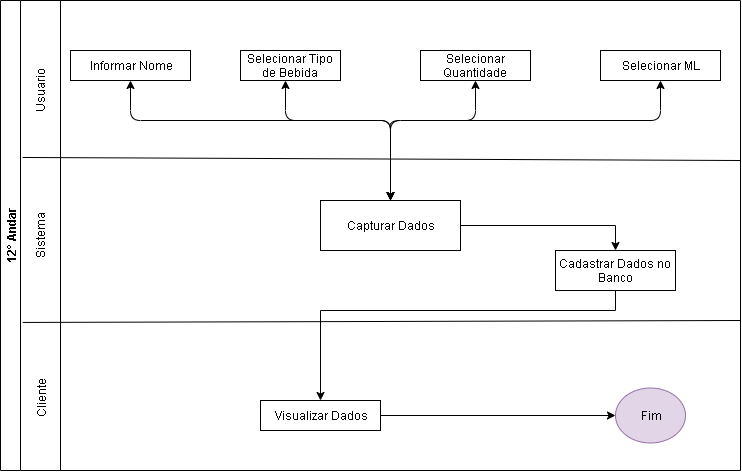 12° Andar
Usuario
Informar Nome
Selecionar Tipo
de Bebida
Selecionar
Quantidade
Selecionar ML
Sistema
Capturar Dados
Cadastrar Dados no
Banco
Cliente
Visualizar Dados
Fim